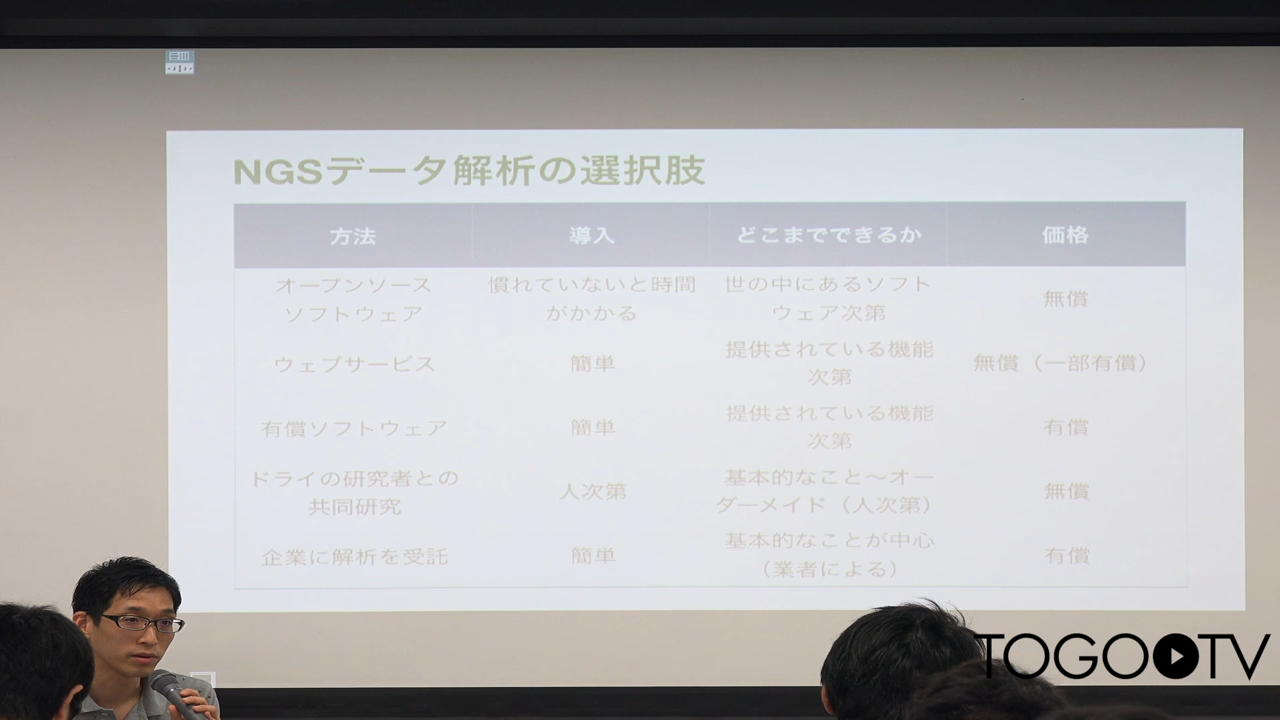 NGSデータ解析の選択肢
方法 導入 どこまでできるか 価格
オープンソース
ソフトウェア
慣れていないと時間
がかかる
世の中にあるソフト
ウェア次第
無償
ウェブサービス
簡単
提供されている機能
次第
無償（一部有償）
有償ソフトウェア
簡単
提供されている機能
次第
有償
ドライの研究者との
共同研究
人次第
基本的なこと〜オー
ダーメイド（人次第）
無償
企業に解析を受託
簡単
基本的なことが中心
（業者による）
有償
TOGOTV